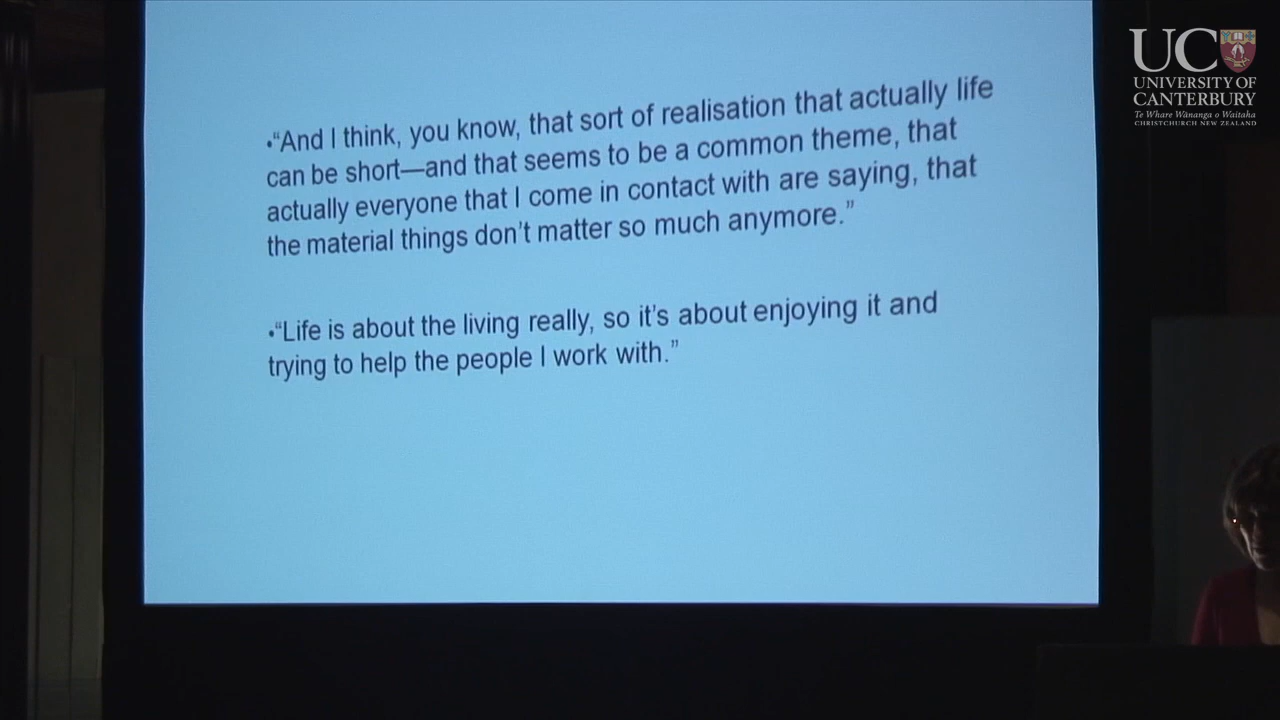 UC
UNIVERSITY OF
CANTERBURY
Te Whare Wānanga o Waitaha
CHRISTCHURCH NEW ZEALAND
•“And I think, you know, that sort of realisation that actually life
can be short—and that seems to be a common theme, that
actually everyone that I come in contact with are saying, that
the material things don’t matter so much anymore.”
•“Life is about the living really, so it’s about enjoying it and
trying to help the people I work with.”